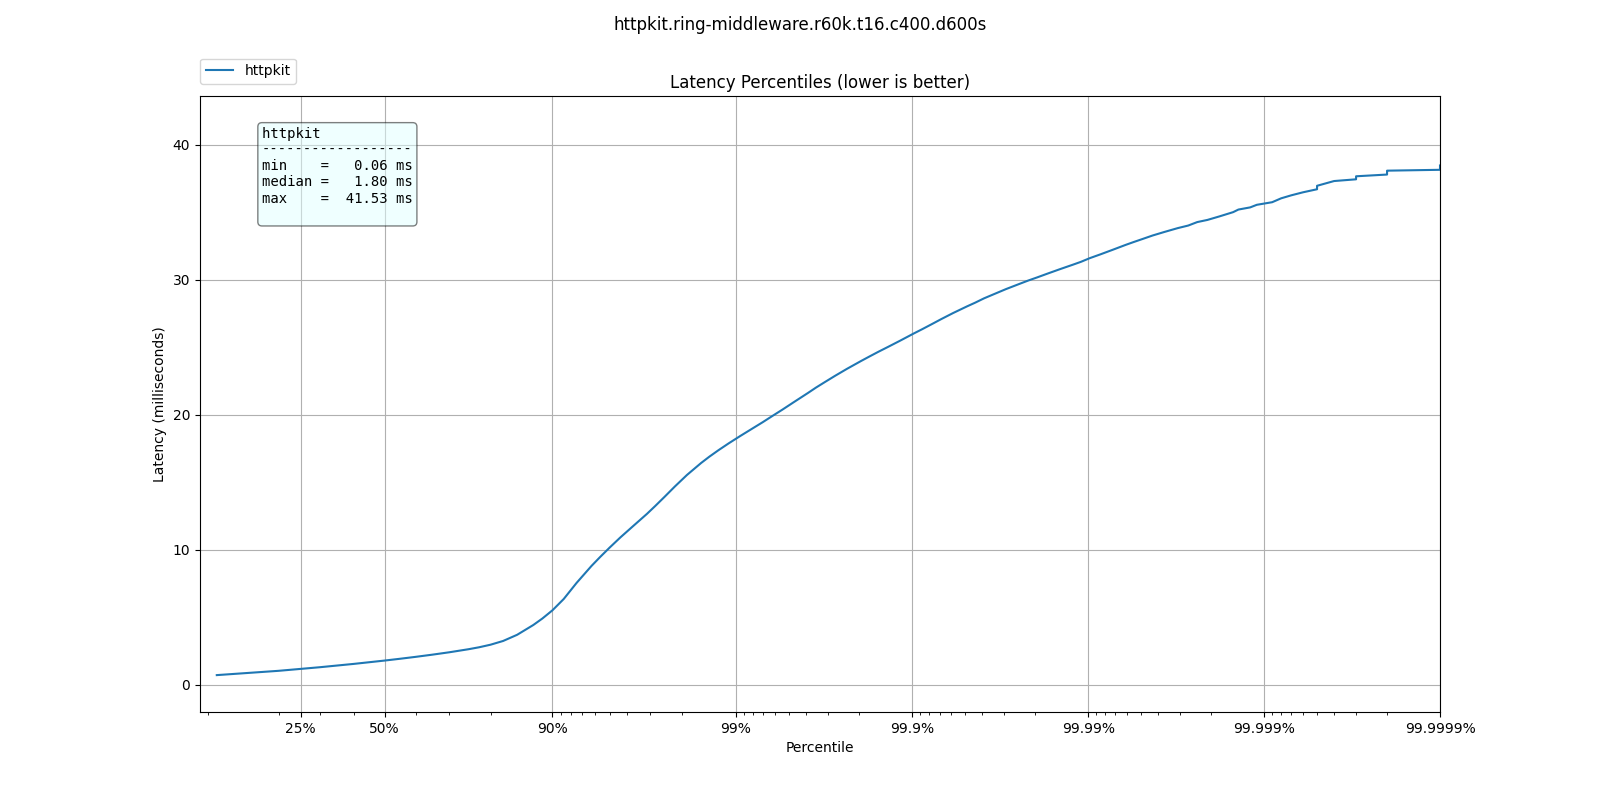 httpkit.ring-middleware.r60k.t16.c400.d600s
httpkit
Latency Percentiles (lower is better)
httpkit
------------------
min    =   0.06 ms
median =   1.80 ms
max    =  41.53 ms
40
30
20
10
0
Latency (milliseconds)
25% 50% 90% 99% 99.9% 99.99% 99.999% 99.9999%
Percentile